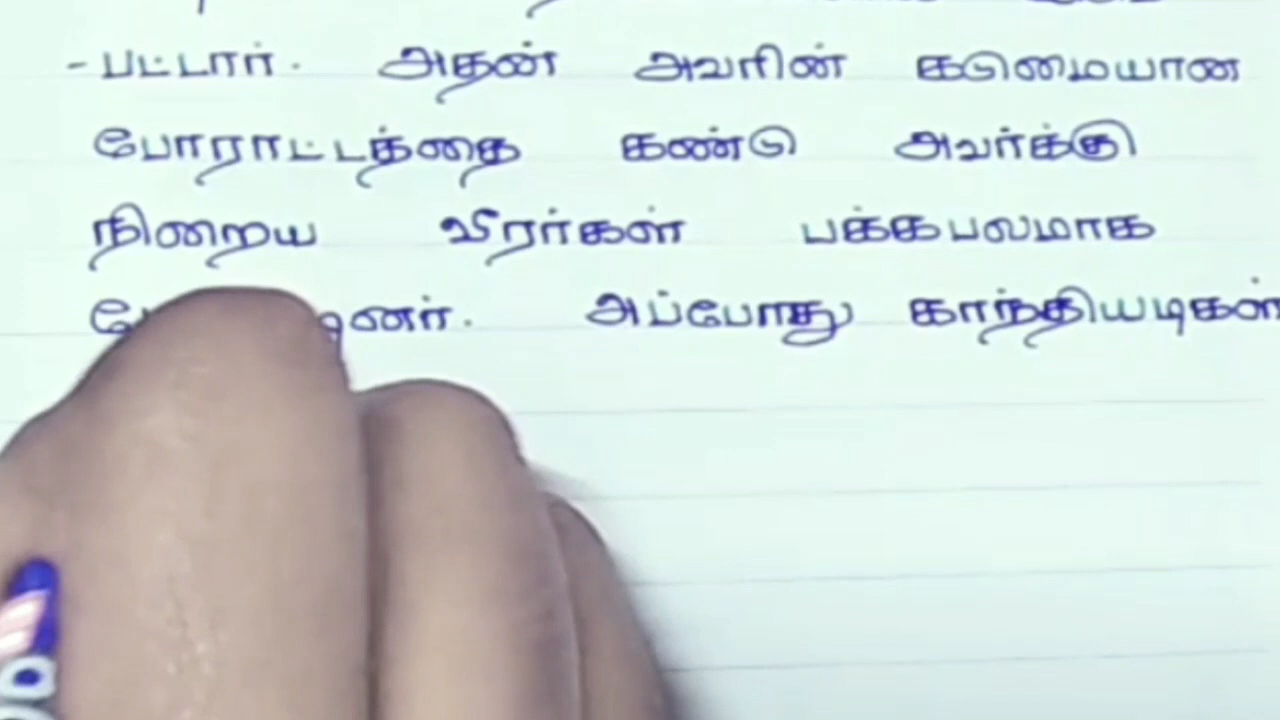 -பட்டார். அதன் அவரின் கடுமையான
போராட்டத்தை கண்டு அவர்க்கு
நிறைய வீரர்கள் பக்கபலமாக
அப்போது காந்தியடிகள்